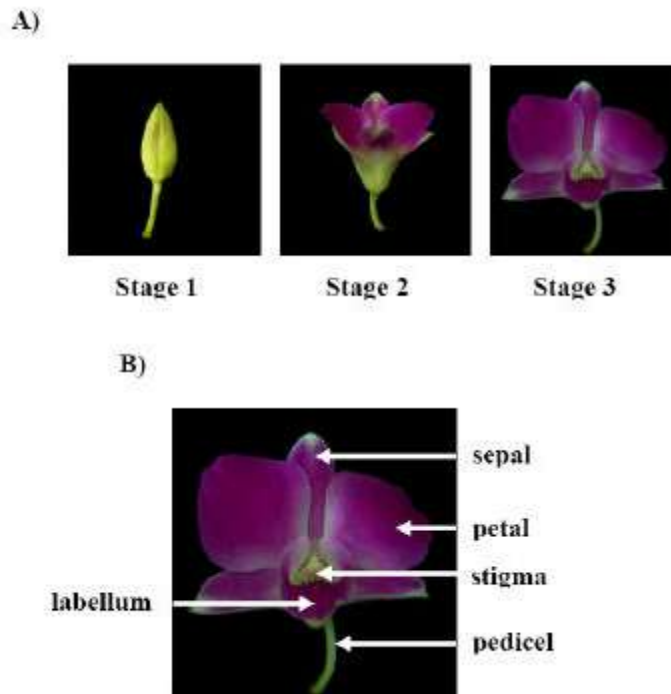 A)
Stage 1
Stage 2
Stage 3
B)
sepal
petal
stigma
labellum
pedicel